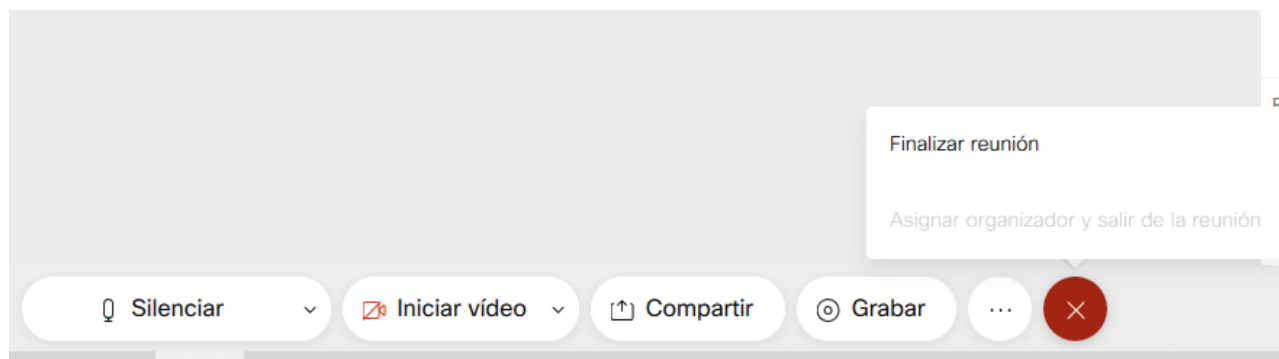 Finalizar reunión
Asignar organizador y salir de la reunión
Silenciar
Iniciar vídeo
Compartir
Grabar